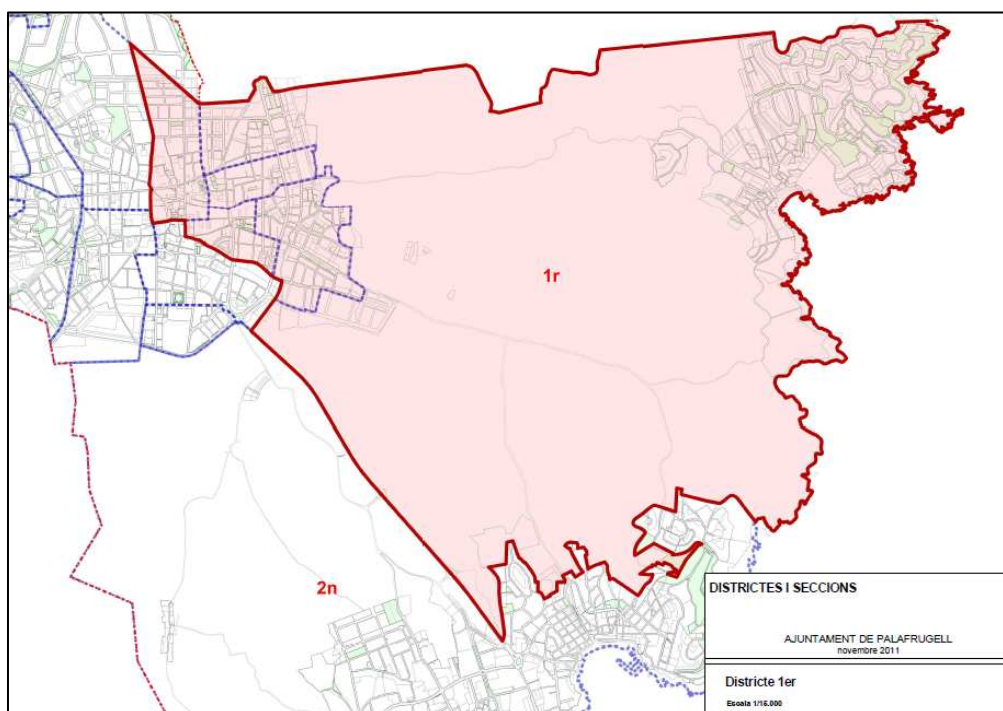 1r
2n
DISTRICTES I SECCIONS
AJUNTAMENT DE PALAFRUGELL
novembre 2011
Districte 1er
Escala 1/15.000